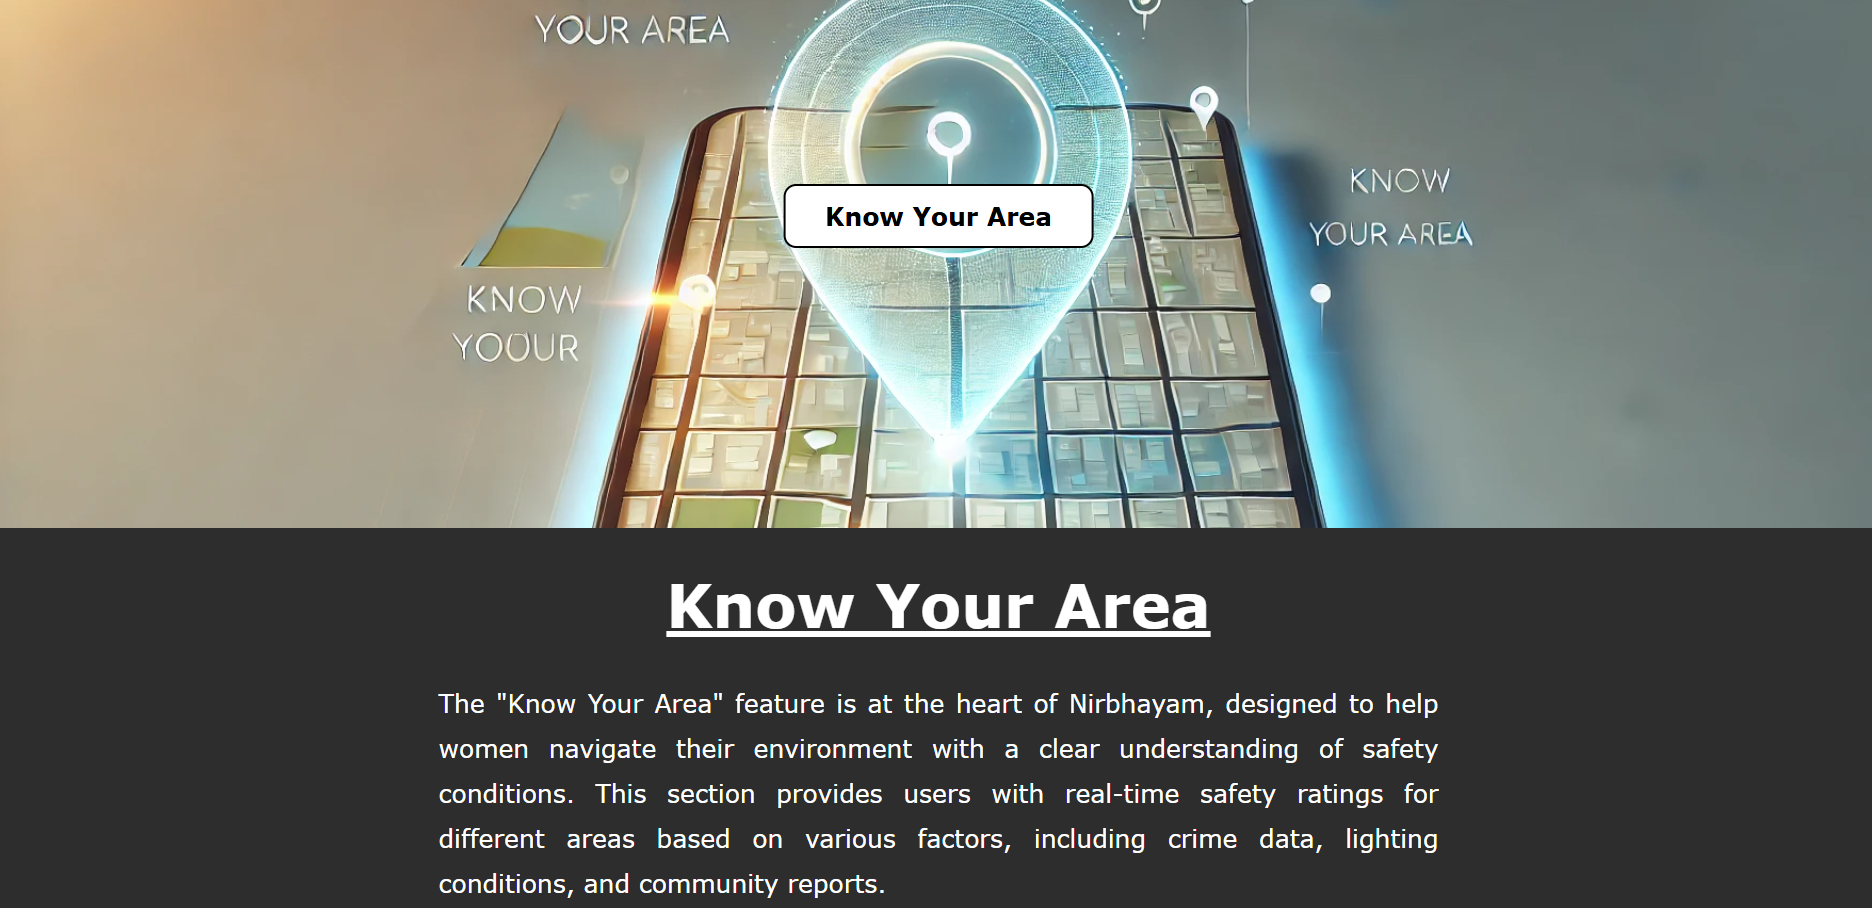 YOUR AREA
KNOW
YOUR AREA
Know Your Area
KNOW
YOOUR
Know Your Area
The "Know Your Area" feature is at the heart of Nirbhayam, designed to help
women navigate their environment with a clear understanding of safety
conditions. This section provides users with real-time safety ratings for
different areas based on various factors, including crime data, lighting
conditions, and community reports.